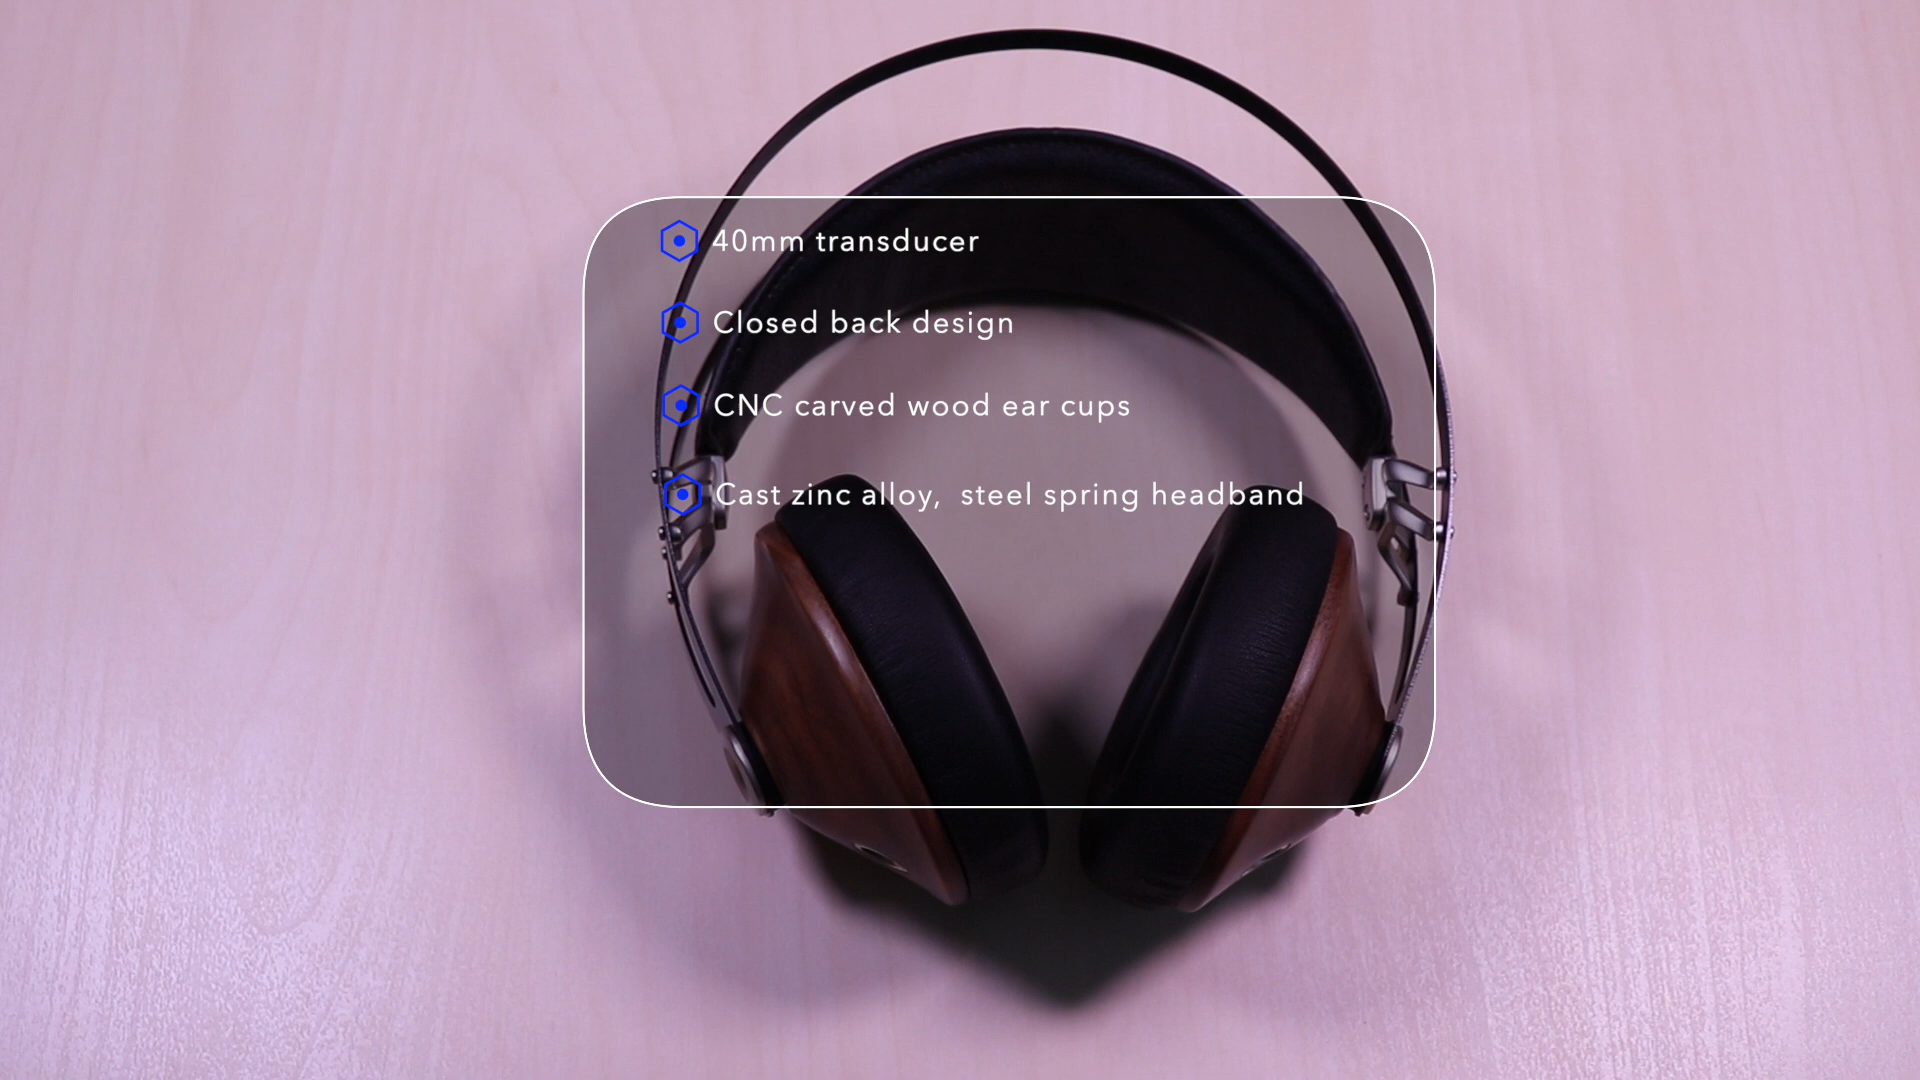 40mm transducer
Closed back design
CNC carved wood ear cups
Cast zinc alloy, steel spring headband